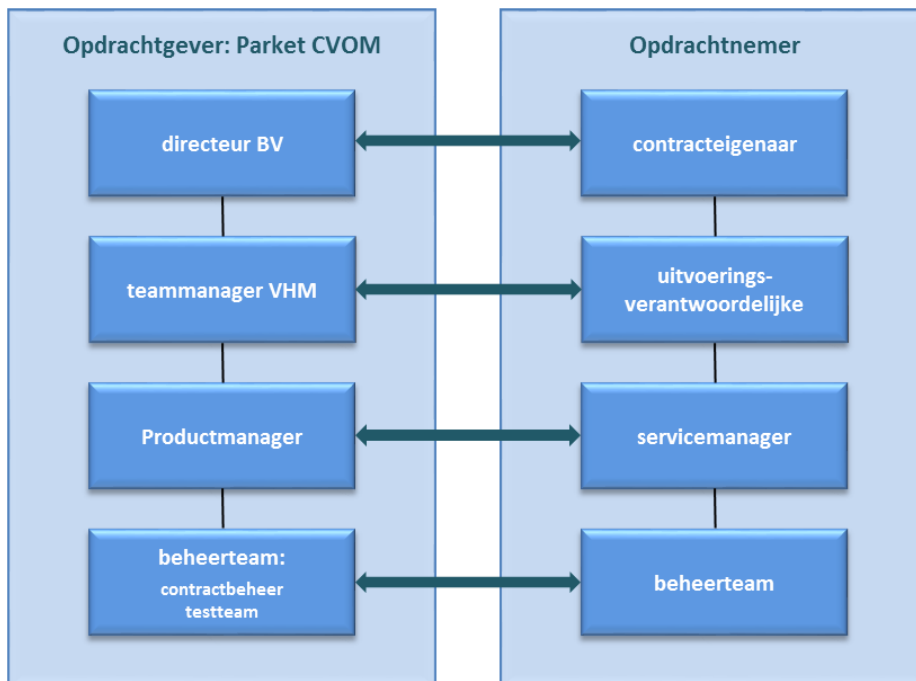 Opdrachtgever: Parket CVOM
directeur BV
teammanager VHM
Productmanager
beheerteam:
contractbeheer
testteam
Opdrachtnemer
contracteigenaar
uitvoerings-
verantwoordelijke
servicemanager
beheerteam